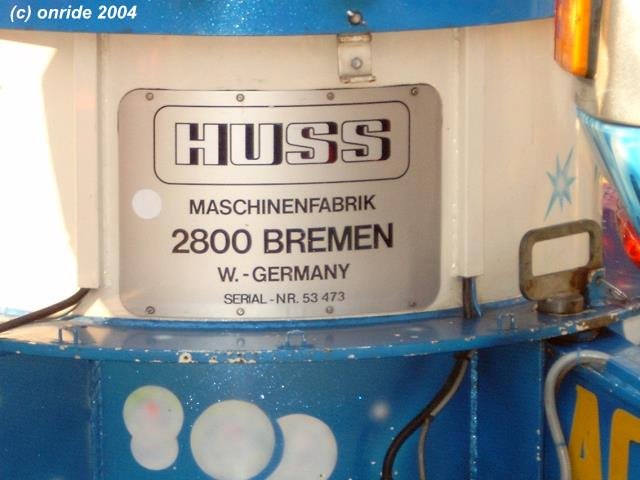 (c) onride 2004
HUSS
MASCHINENFABRIK
2800 BREMEN
W.-GERMANY
SERIAL-NR. 53 473